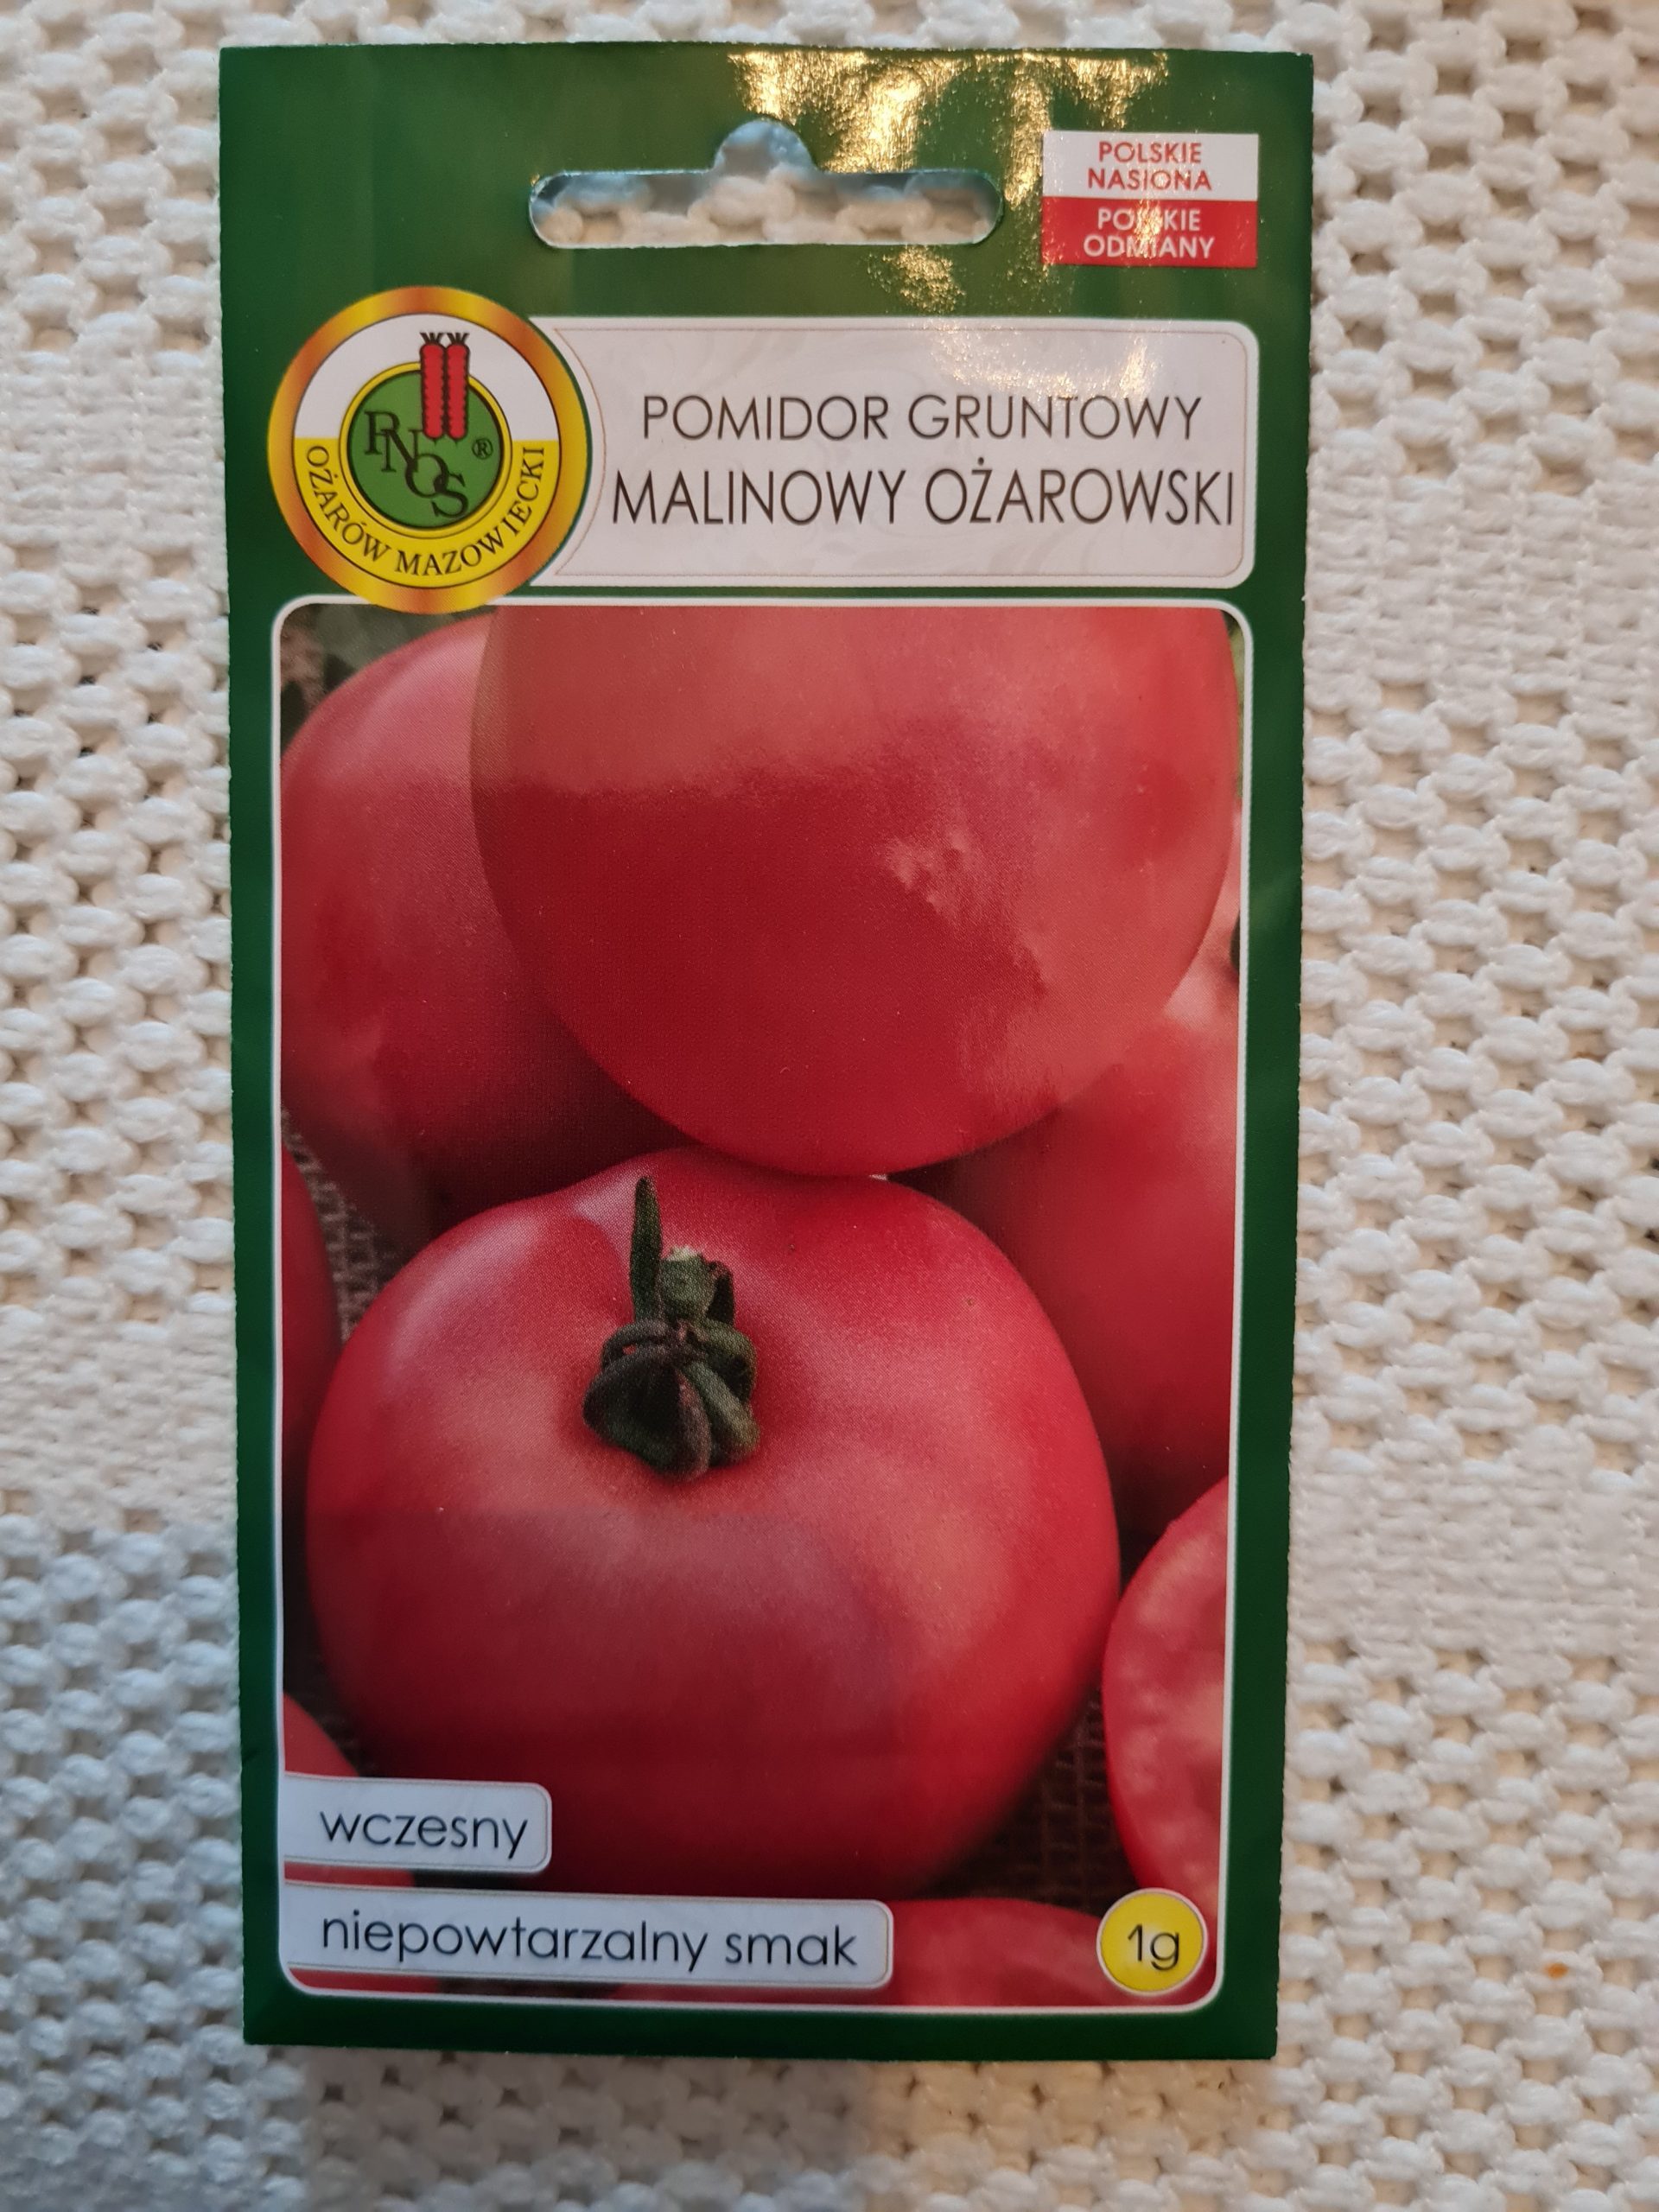 POLSKIE
NASIONA
POLSKIE
ODMIANY
PNOS®
OŻARÓW MAZOWIECKI
POMIDOR GRUNTOWY
MALINOWY OŻAROWSKI
wczesny
niepowtarzalny smak
1g